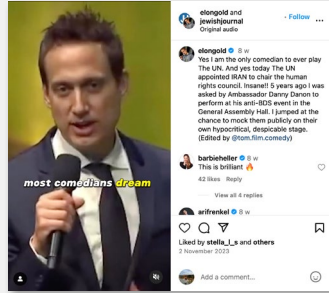 elongold and
jewishjournal
Original audio
• Follow
...
elongold 8 w
Yes I am the only comedian to ever play
The UN. And yes today The UN
appointed IRAN to chair the human
rights council. Insane!! 5 years ago I was
asked by Ambassador Danny Danon to
perform at his anti-BDS event in the
General Assembly Hall. I jumped at the
chance to mock them publicly on their
own hypocritical, despicable stage.
(Edited by @tom.film.comedy)
barbieheller 8 w
This is brilliant 🔥
42 likes Reply
View all 4 replies
arifrenkel 8 w
Liked by stella_l_s and others
2 November 2023
Add a comment...
most comedians dream